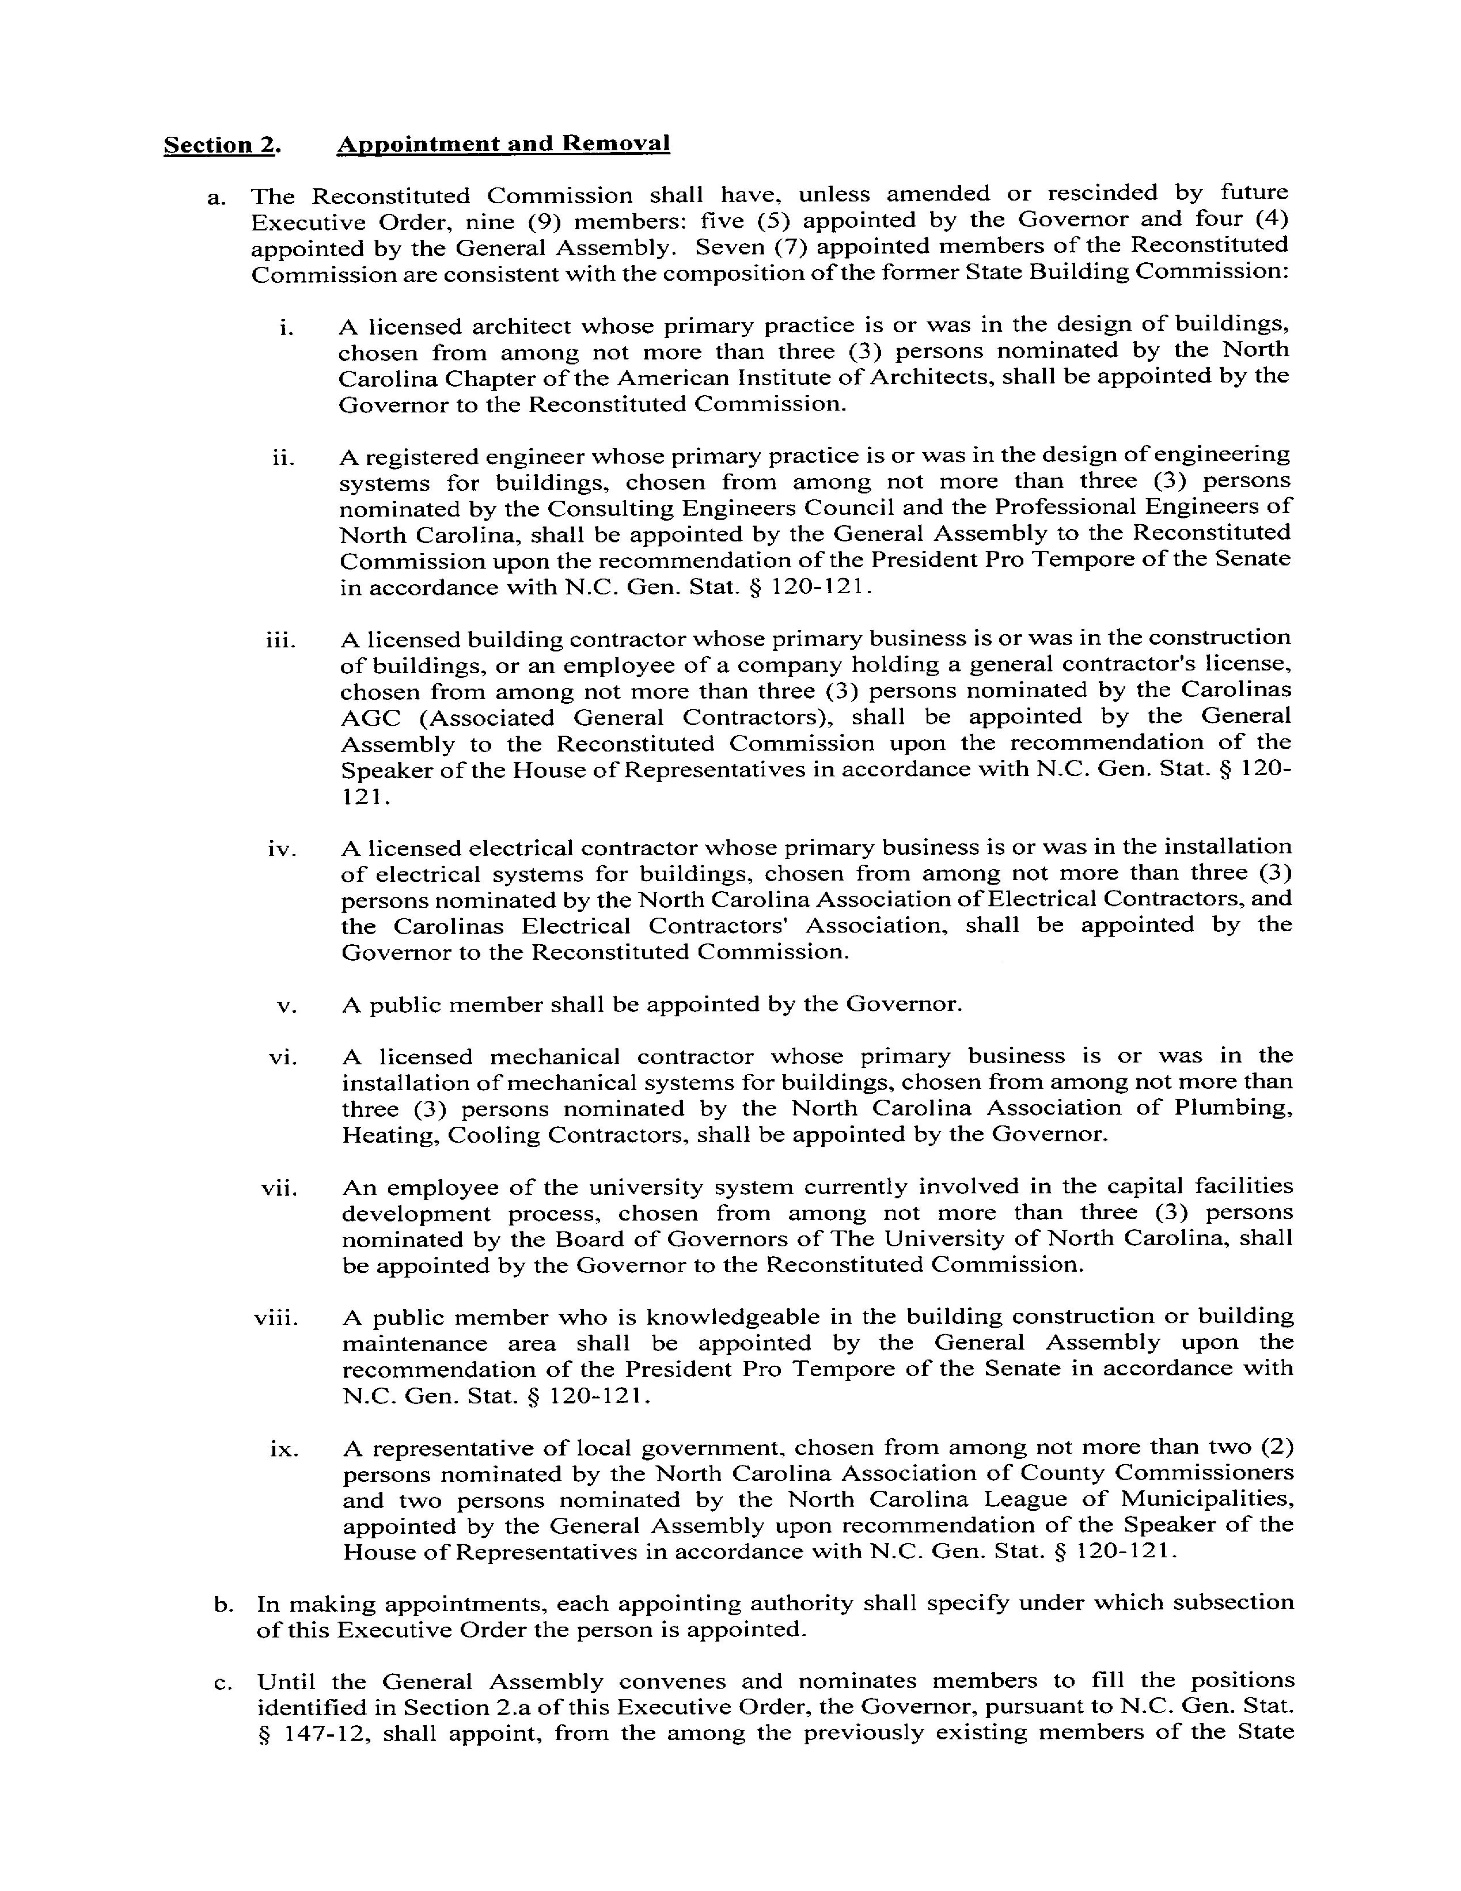 Section 2. Appointment and Removal
a. The Reconstituted Commission shall have, unless amended or rescinded by future
Executive Order, nine (9) members: five (5) appointed by the Governor and four (4)
appointed by the General Assembly. Seven (7) appointed members of the Reconstituted
Commission are consistent with the composition of the former State Building Commission:
i. A licensed architect whose primary practice is or was in the design of buildings,
chosen from among not more than three (3) persons nominated by the North
Carolina Chapter of the American Institute of Architects, shall be appointed by the
Governor to the Reconstituted Commission.
ii. A registered engineer whose primary practice is or was in the design of engineering
systems for buildings, chosen from among not more than three (3) persons
nominated by the Consulting Engineers Council and the Professional Engineers of
North Carolina, shall be appointed by the General Assembly to the Reconstituted
Commission upon the recommendation of the President Pro Tempore of the Senate
in accordance with N.C. Gen. Stat. § 120-121.
iii. A licensed building contractor whose primary business is or was in the construction
of buildings, or an employee of a company holding a general contractor's license,
chosen from among not more than three (3) persons nominated by the Carolinas
AGC (Associated General Contractors), shall be appointed by the General
Assembly to the Reconstituted Commission upon the recommendation of the
Speaker of the House of Representatives in accordance with N.C. Gen. Stat. § 120-
121.
iv. A licensed electrical contractor whose primary business is or was in the installation
of electrical systems for buildings, chosen from among not more than three (3)
persons nominated by the North Carolina Association of Electrical Contractors, and
the Carolinas Electrical Contractors' Association, shall be appointed by the
Governor to the Reconstituted Commission.
v. A public member shall be appointed by the Governor.
vi. A licensed mechanical contractor whose primary business is or was in the
installation of mechanical systems for buildings, chosen from among not more than
three (3) persons nominated by the North Carolina Association of Plumbing,
Heating, Cooling Contractors, shall be appointed by the Governor.
vii. An employee of the university system currently involved in the capital facilities
development process, chosen from among not more than three (3) persons
nominated by the Board of Governors of The University of North Carolina, shall
be appointed by the Governor to the Reconstituted Commission.
viii. A public member who is knowledgeable in the building construction or building
maintenance area shall be appointed by the General Assembly upon the
recommendation of the President Pro Tempore of the Senate in accordance with
N.C. Gen. Stat. § 120-121.
ix. A representative of local government, chosen from among not more than two (2)
persons nominated by the North Carolina Association of County Commissioners
and two persons nominated by the North Carolina League of Municipalities,
appointed by the General Assembly upon recommendation of the Speaker of the
House of Representatives in accordance with N.C. Gen. Stat. § 120-121.
b. In making appointments, each appointing authority shall specify under which subsection
of this Executive Order the person is appointed.
c. Until the General Assembly convenes and nominates members to fill the positions
identified in Section 2.a of this Executive Order, the Governor, pursuant to N.C. Gen. Stat.
§ 147-12, shall appoint, from the among the previously existing members of the State